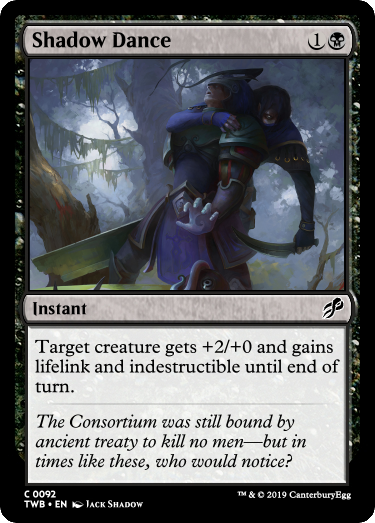 Shadow Dance 1
Instant
Target creature gets +2/+0 and gains
lifelink and indestructible until end of
turn.
The Consortium was still bound by
ancient treaty to kill no men—but in
times like these, who would notice?
C 0092
TWB • EN Jack Shadow
™ & © 2019 CanterburyEgg